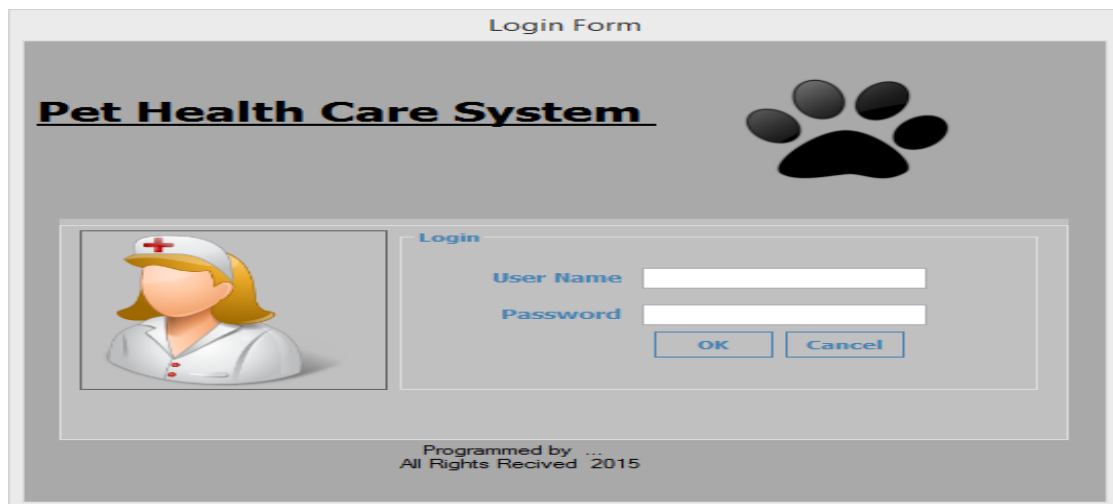 Login Form
Pet Health Care System
Login
User Name
Password
OK Cancel
Programmed by ...
All Rights Recived 2015